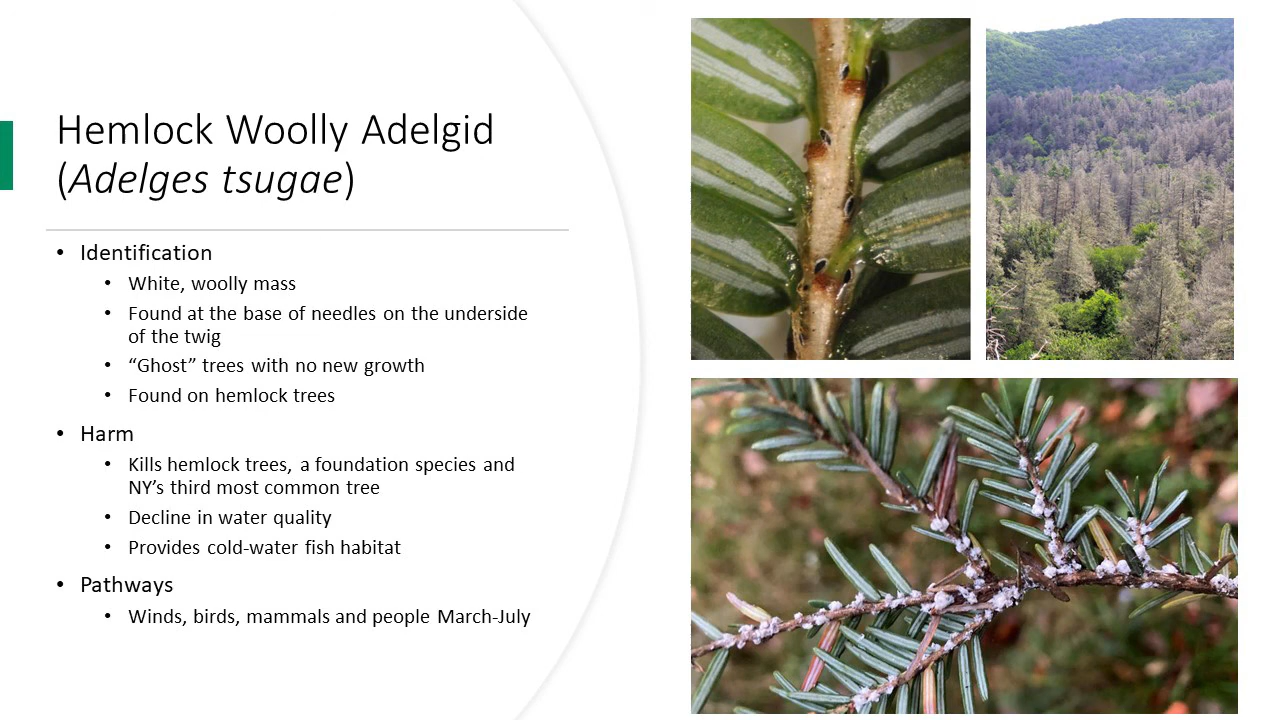 Hemlock Woolly Adelgid
(Adelges tsugae)
• Identification
• White, woolly mass
• Found at the base of needles on the underside
of the twig
• “Ghost” trees with no new growth
• Found on hemlock trees
• Harm
• Kills hemlock trees, a foundation species and
NY’s third most common tree
• Decline in water quality
• Provides cold-water fish habitat
• Pathways
• Winds, birds, mammals and people March-July